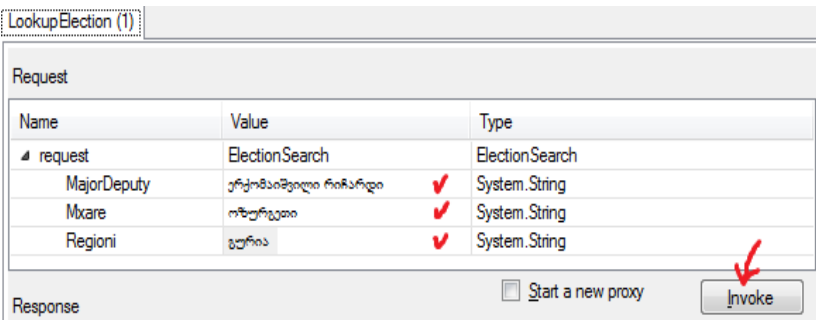 LookupElection (1)
Request
Name Value Type
request ElectionSearch ElectionSearch
MajorDeputy ერქომაიშვილი რიჩარდი System.String
Mxare ოზურგეთი System.String
Regioni გურია System.String
Start a new proxy Invoke
Response